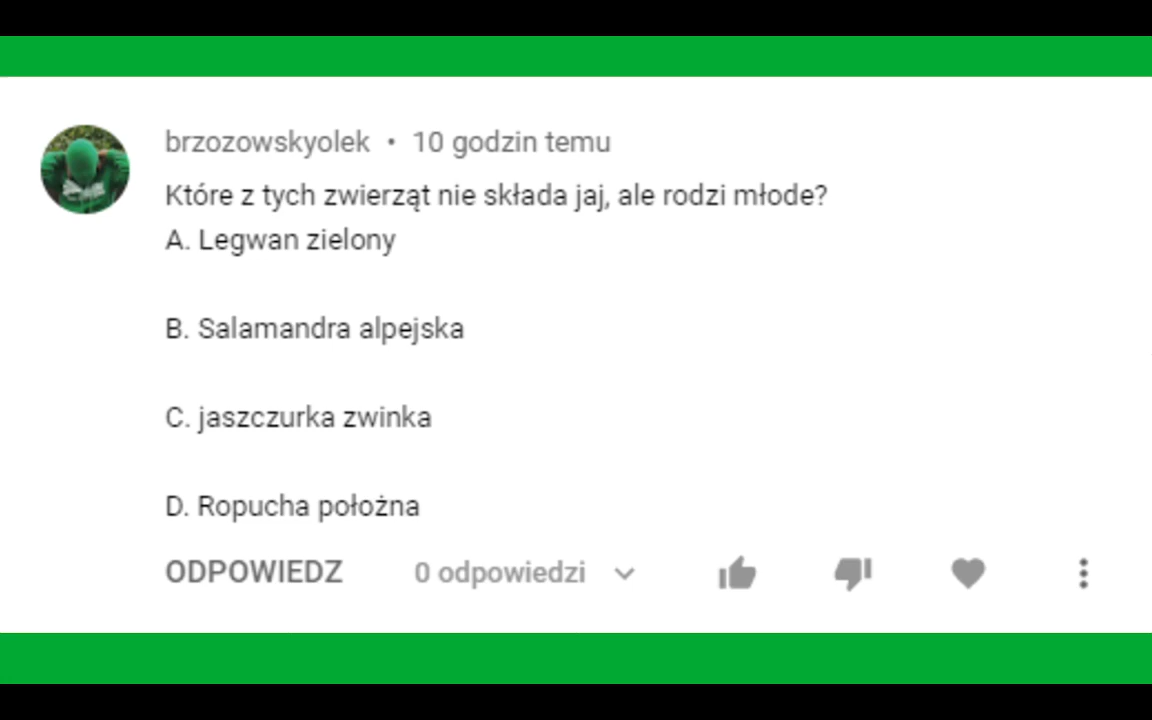 brzozowskyolek • 10 godzin temu
Które z tych zwierząt nie składa jaj, ale rodzi młode?
A. Legwan zielony
B. Salamandra alpejska
C. jaszczurka zwinka
D. Ropucha położna
ODPOWIEDZ 0 odpowiedzi